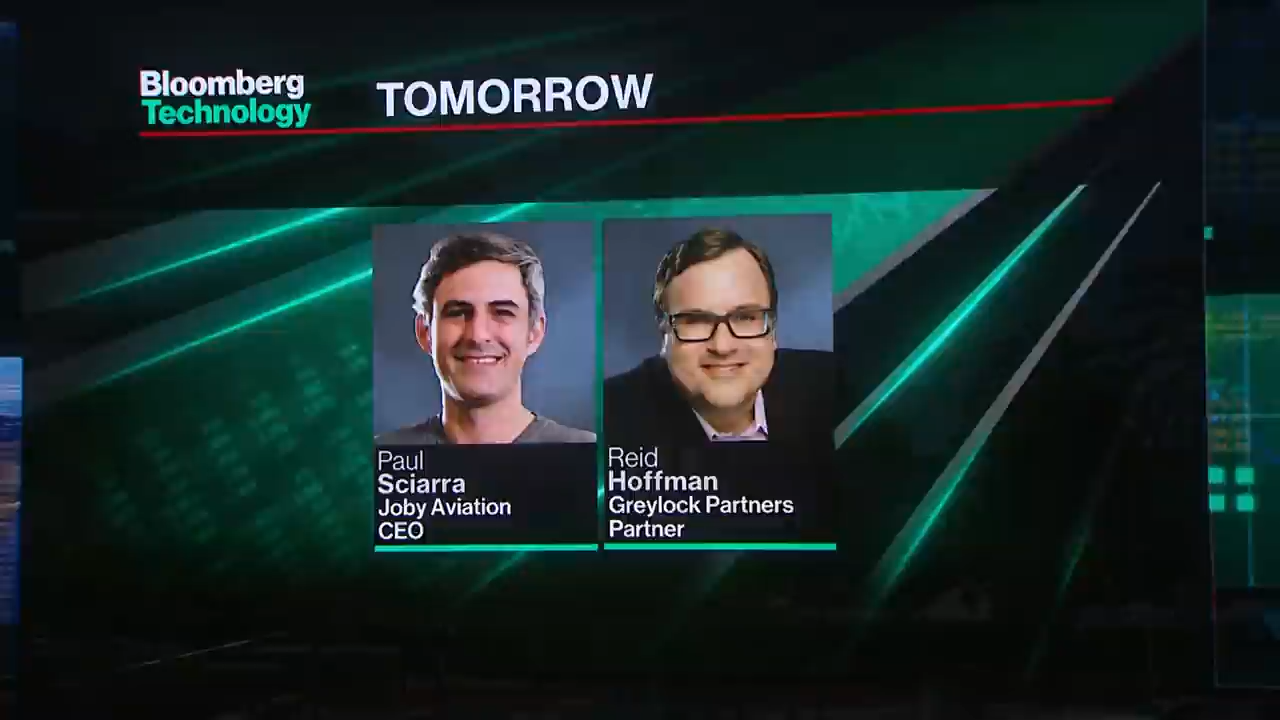 Bloomberg
Technology
TOMORROW
Paul
Sciarra
Joby Aviation
CEO
Reid
Hoffman
Greylock Partners
Partner